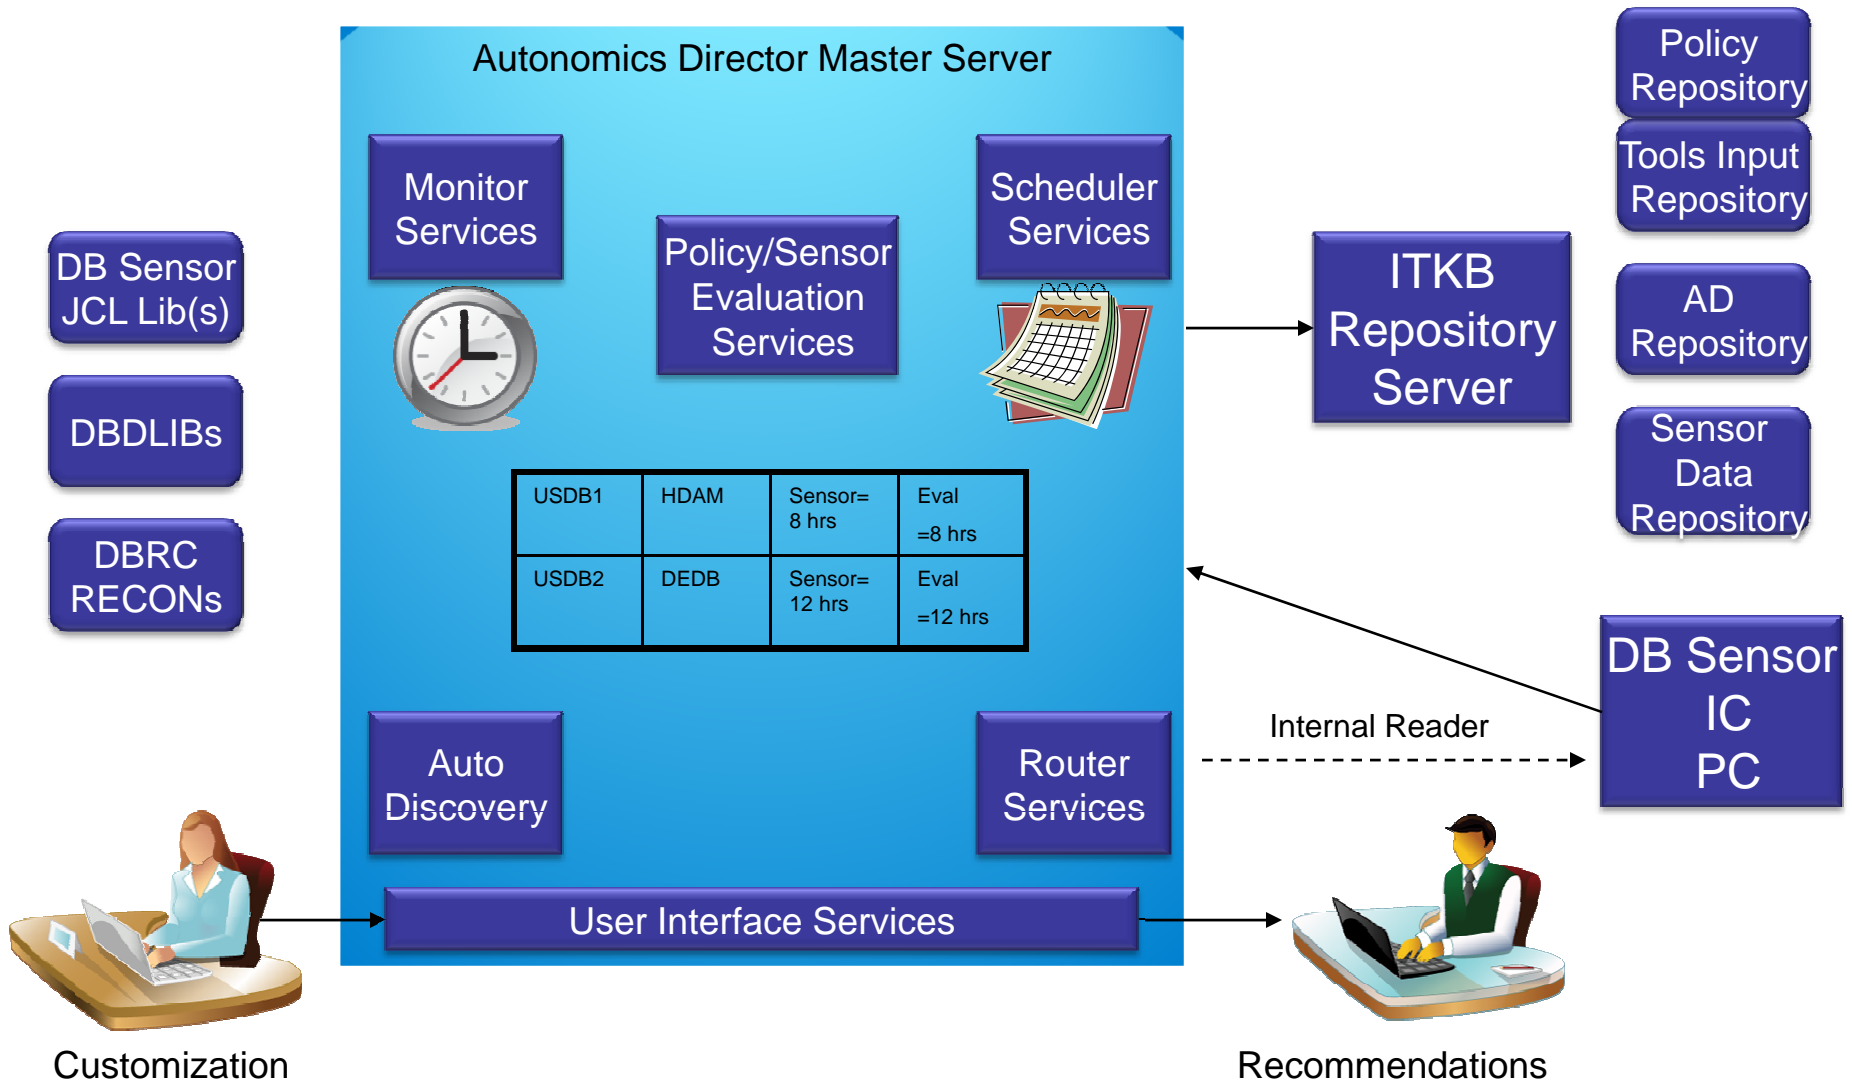 Autonomics Director Master Server
Monitor
Services
Policy/Sensor
Evaluation
Services
Scheduler
Services
DB Sensor
JCL Lib(s)
DBDLIBs
DBRC
RECONs
ITKB
Repository
Server
Policy
Repository
Tools Input
Repository
AD
Repository
Sensor
Data
Repository
USDB1
HDAM
Sensor=
8 hrs
Eval
=8 hrs
USDB2
DEDB
Sensor=
12 hrs
Eval
=12 hrs
DB Sensor
IC
PC
Internal Reader
Auto
Discovery
Router
Services
User Interface Services
Customization
Recommendations